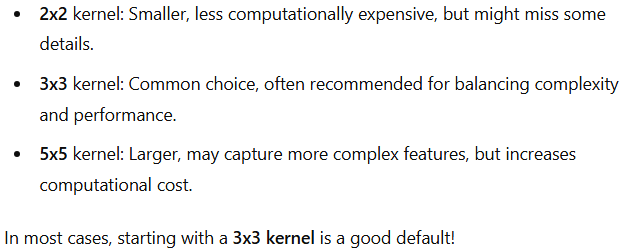 • 2x2 kernel: Smaller, less computationally expensive, but might miss some
details.
• 3x3 kernel: Common choice, often recommended for balancing complexity
and performance.
• 5x5 kernel: Larger, may capture more complex features, but increases
computational cost.
In most cases, starting with a 3x3 kernel is a good default!